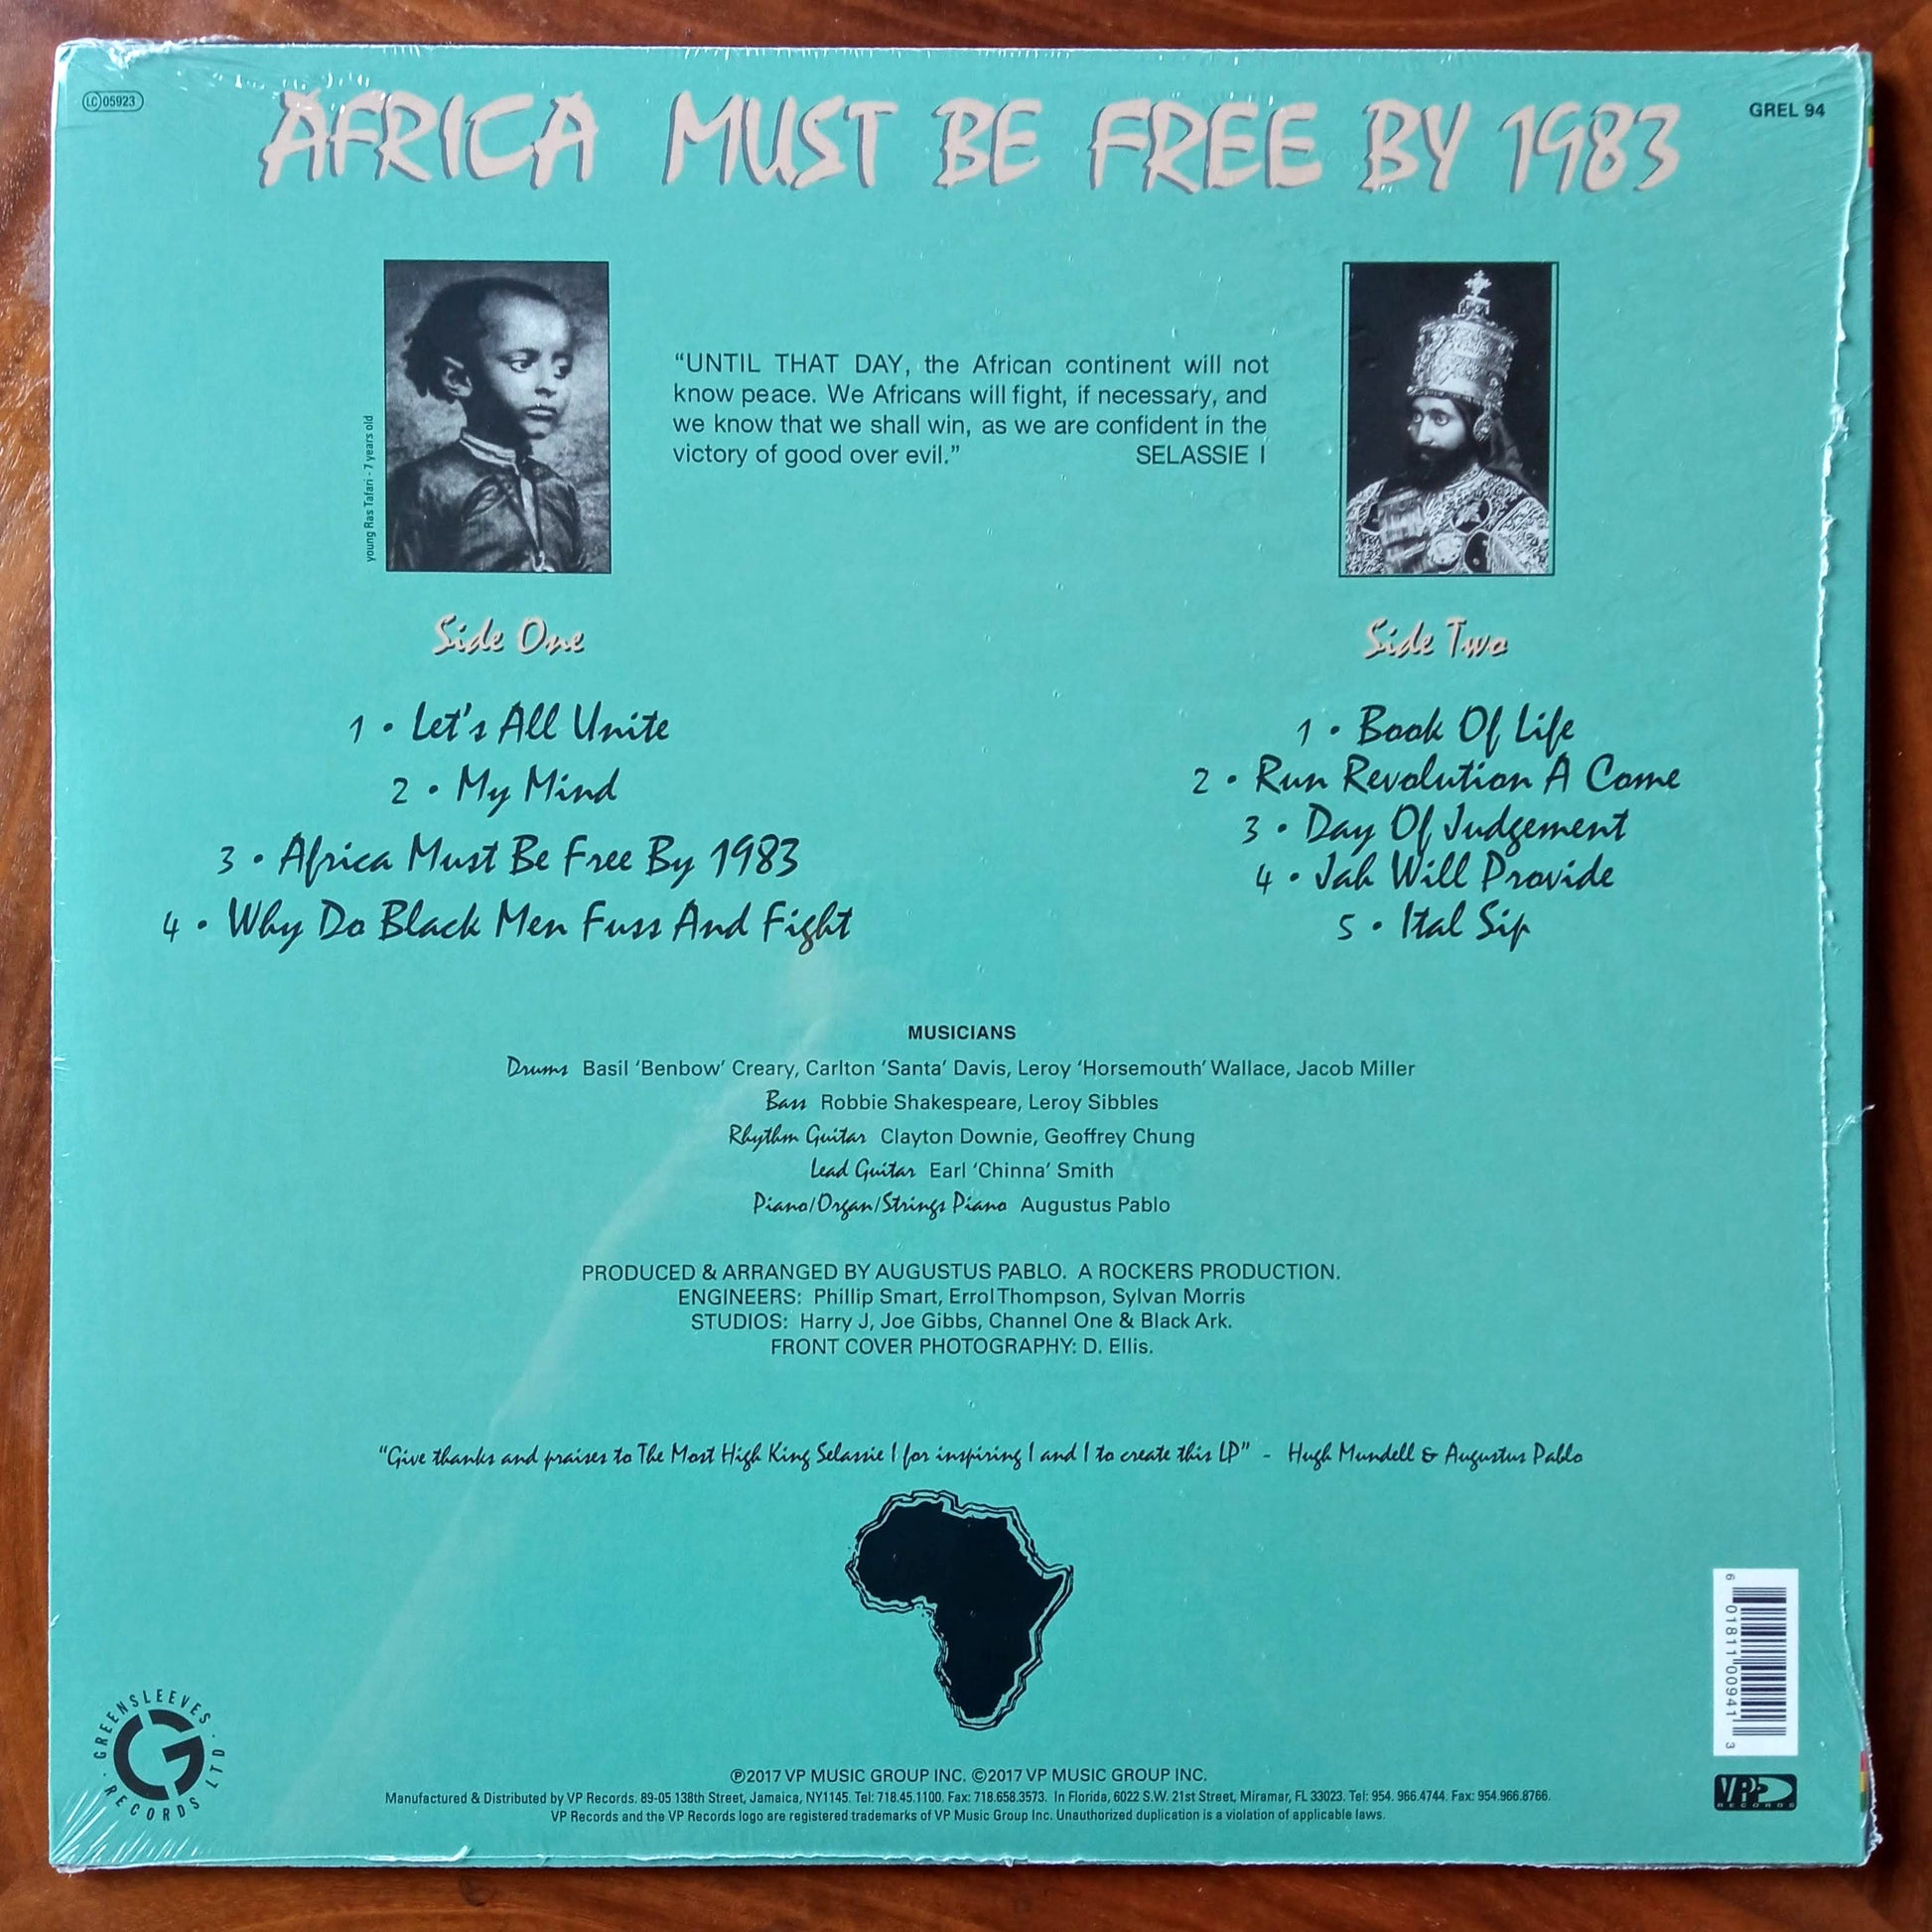 LC 05923
AFRICA MUST BE FREE BY 1983
GREL 94
young Ras Tafari - 7 years old
“UNTIL THAT DAY, the African continent will not
know peace. We Africans will fight, if necessary, and
we know that we shall win, as we are confident in the
victory of good over evil.” SELASSIE I
Side One
1 • Let's All Unite
2 • My Mind
3 • Africa Must Be Free By 1983
4 • Why Do Black Men Fuss And Fight
Side Two
1 • Book Of Life
2 • Run Revolution A Come
3 • Day Of Judgement
4 • Jah Will Provide
5 • Ital Sip
MUSICIANS
Drums Basil ‘Benbow’ Creary, Carlton ‘Santa’ Davis, Leroy ‘Horsemouth’ Wallace, Jacob Miller
Bass Robbie Shakespeare, Leroy Sibbles
Rhythm Guitar Clayton Downie, Geoffrey Chung
Lead Guitar Earl ‘Chinna’ Smith
Piano/Organ/Strings Piano Augustus Pablo
PRODUCED & ARRANGED BY AUGUSTUS PABLO. A ROCKERS PRODUCTION.
ENGINEERS: Phillip Smart, Errol Thompson, Sylvan Morris
STUDIOS: Harry J, Joe Gibbs, Channel One & Black Ark.
FRONT COVER PHOTOGRAPHY: D. Ellis.
“Give thanks and praises to The Most High King Selassie I for inspiring I and I to create this LP” - Hugh Mundell & Augustus Pablo
6 01811 00941 3
GREENSLEEVES · RECORDS LTD ·
VP RECORDS
℗2017 VP MUSIC GROUP INC. ©2017 VP MUSIC GROUP INC.
Manufactured & Distributed by VP Records. 89-05 138th Street, Jamaica, NY1145. Tel: 718.45.1100. Fax: 718.658.3573. In Florida, 6022 S.W. 21st Street, Miramar, FL 33023. Tel: 954. 966.4744. Fax: 954.966.8766.
VP Records and the VP Records logo are registered trademarks of VP Music Group Inc. Unauthorized duplication is a violation of applicable laws.